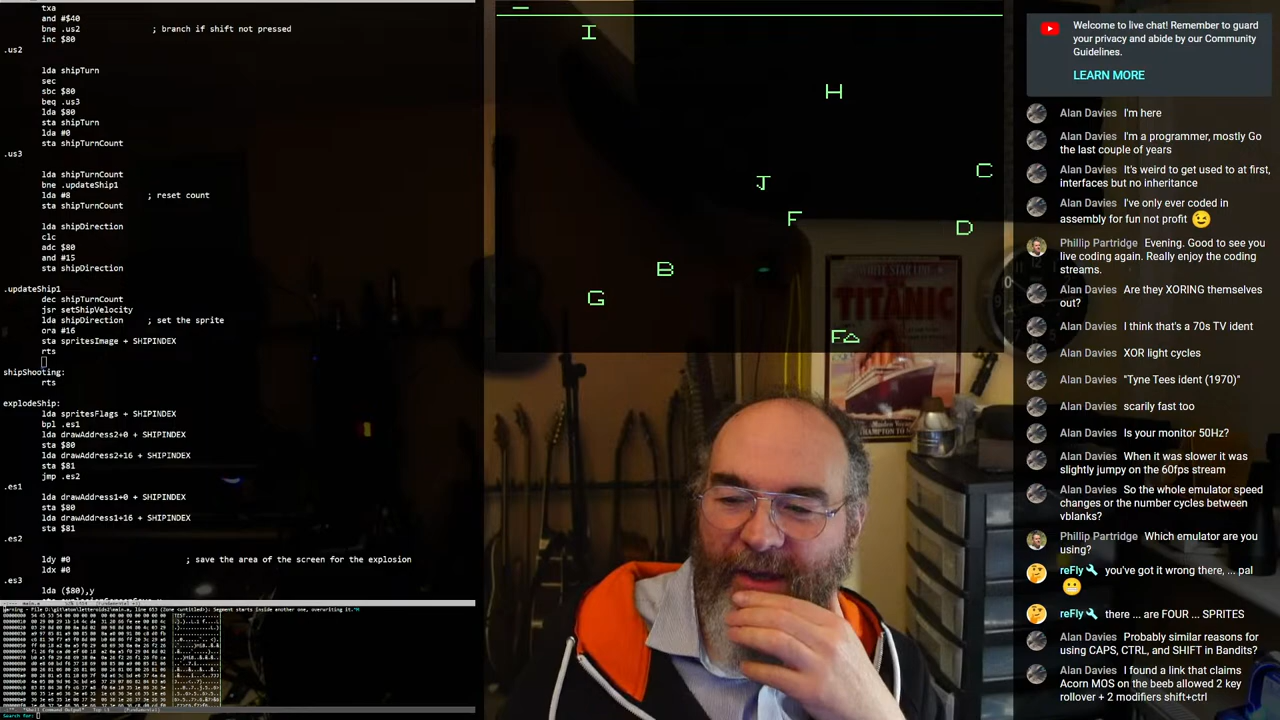 txa
and #$40
bne .us2 ; branch if shift not pressed
inc $80
.us2
lda shipTurn
sec
sbc $80
beq .us3
lda $80
sta shipTurn
lda #0
sta shipTurnCount
.us3
lda shipTurnCount
bne .updateShip1
lda #8 ; reset count
sta shipTurnCount
lda shipDirection
clc
adc $80
and #15
sta shipDirection
.updateShip1
dec shipTurnCount
jsr setShipVelocity
lda shipDirection ; set the sprite
ora #16
sta spritesImage + SHIPINDEX
rts
shipShooting:
rts
explodeShip:
lda spritesFlags + SHIPINDEX
bpl .es1
lda drawAddress2+0 + SHIPINDEX
sta $80
lda drawAddress2+16 + SHIPINDEX
sta $81
jmp .es2
.es1
lda drawAddress1+0 + SHIPINDEX
sta $80
lda drawAddress1+16 + SHIPINDEX
sta $81
.es2
ldy #0 ; save the area of the screen for the explosion
ldx #0
.es3
lda ($80),y
Segment starts inside another one, overwriting it.
Search for:
I
H
C
J
F
D
B
G
F
WHITE STAR LINE
TITANIC
Welcome to live chat! Remember to guard
your privacy and abide by our Community
Guidelines.
LEARN MORE
Alan Davies I'm here
Alan Davies I'm a programmer, mostly Go
the last couple of years
Alan Davies It's weird to get used to at first,
interfaces but no inheritance
Alan Davies I've only ever coded in
assembly for fun not profit 😉
Phillip Partridge Evening. Good to see you
live coding again. Really enjoy the coding
streams.
Alan Davies Are they XORING themselves
out?
Alan Davies I think that's a 70s TV ident
Alan Davies XOR light cycles
Alan Davies "Tyne Tees ident (1970)"
Alan Davies scarily fast too
Alan Davies Is your monitor 50Hz?
Alan Davies When it was slower it was
slightly jumpy on the 60fps stream
Alan Davies So the whole emulator speed
changes or the number cycles between
vblanks?
Phillip Partridge Which emulator are you
using?
reFly you've got it wrong there, ... pal
😬
reFly there ... are FOUR ... SPRITES
Alan Davies Probably similar reasons for
using CAPS, CTRL, and SHIFT in Bandits?
Alan Davies I found a link that claims
Acorn MOS on the beeb allowed 2 key
rollover + 2 modifiers shift+ctrl